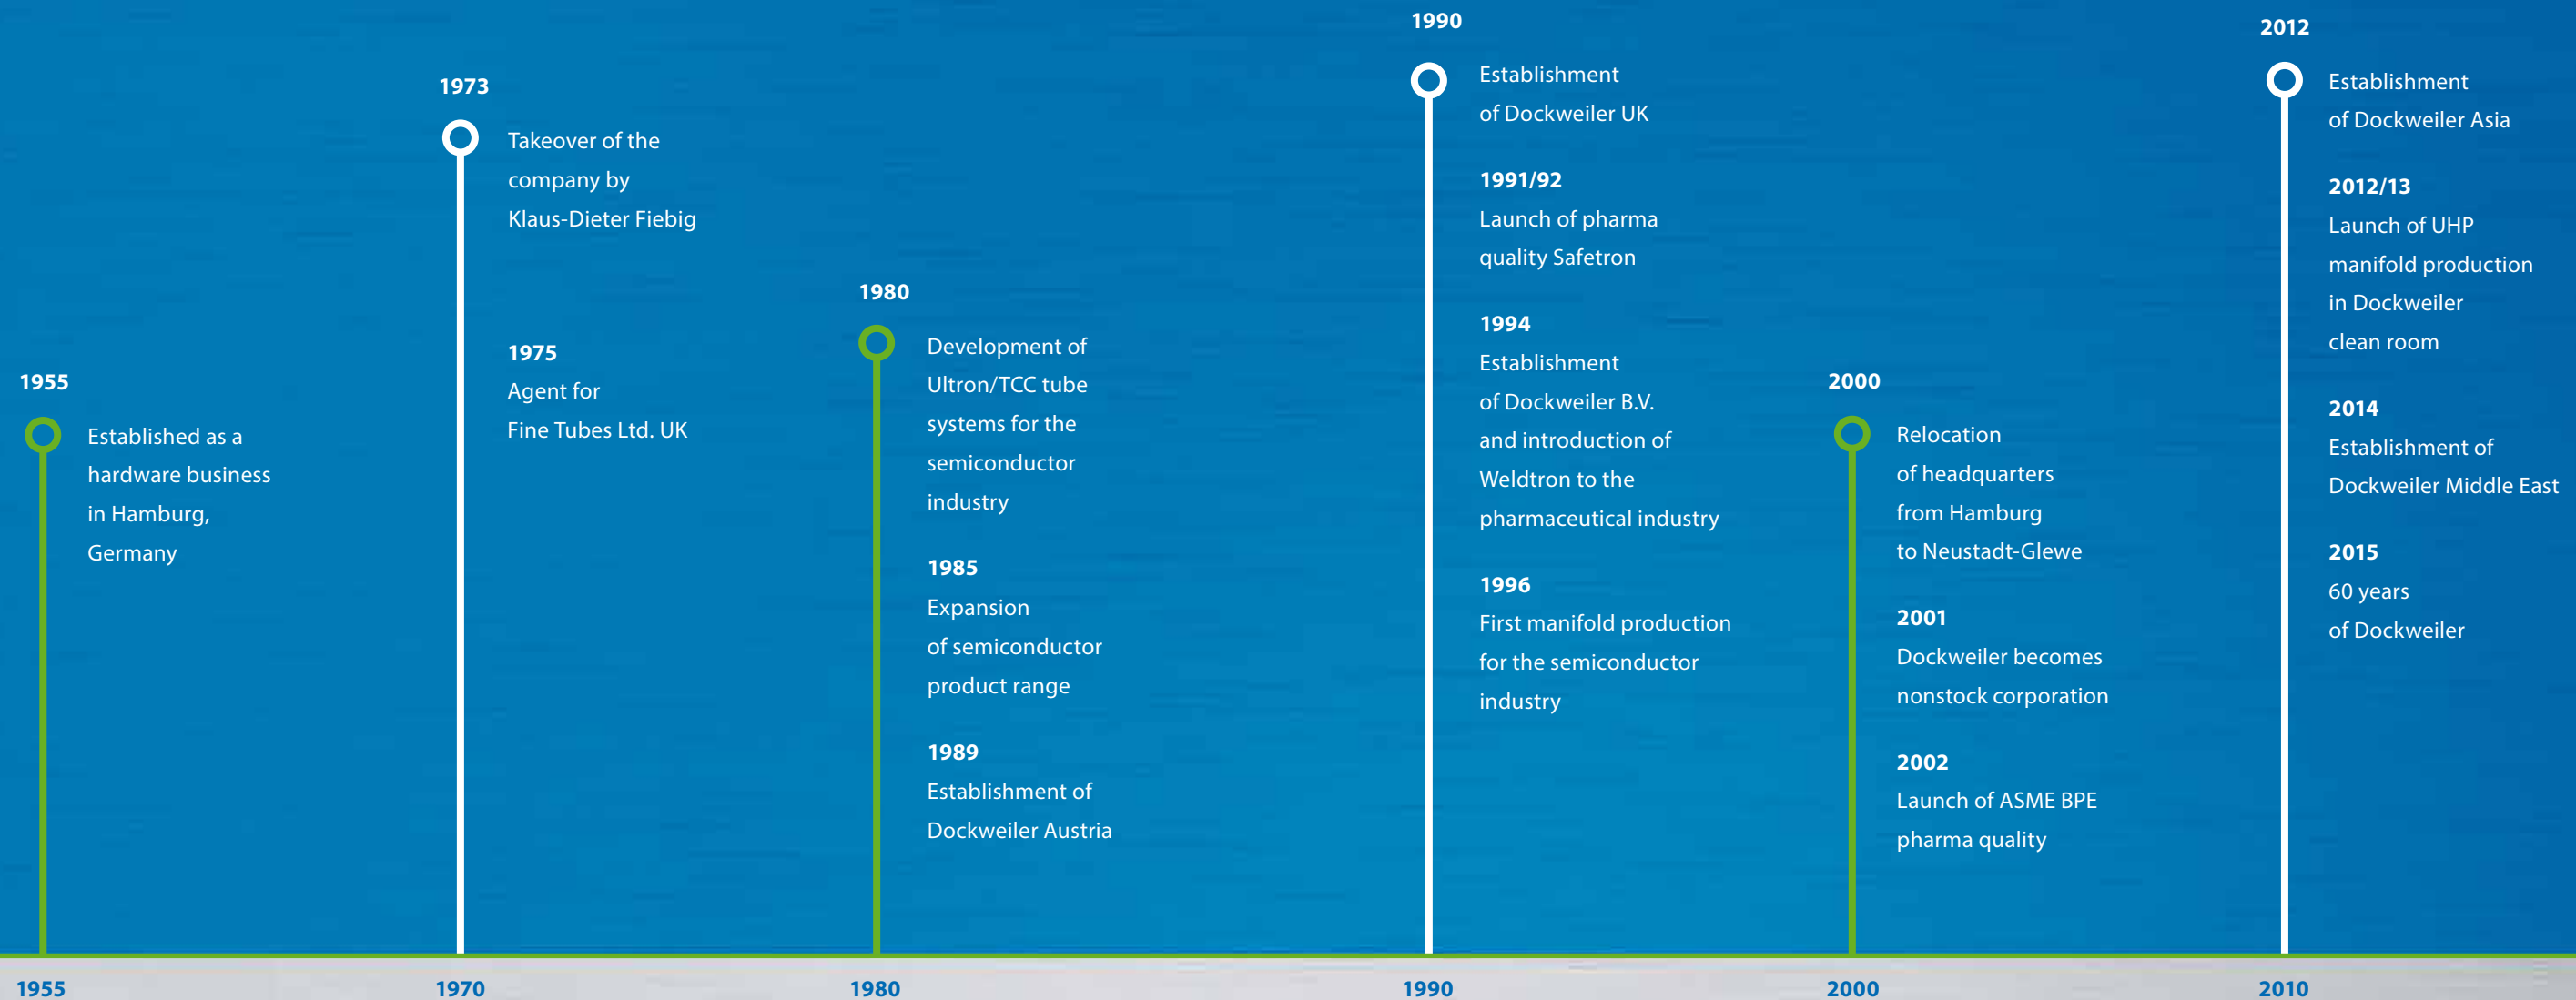 1955
Established as a
hardware business
in Hamburg,
Germany
1973
Takeover of the
company by
Klaus-Dieter Fiebig
1975
Agent for
Fine Tubes Ltd. UK
1980
Development of
Ultron/TCC tube
systems for the
semiconductor
industry
1985
Expansion
of semiconductor
product range
1989
Establishment of
Dockweiler Austria
1990
Establishment
of Dockweiler UK
1991/92
Launch of pharma
quality Safetron
1994
Establishment
of Dockweiler B.V.
and introduction of
Weldtron to the
pharmaceutical industry
1996
First manifold production
for the semiconductor
industry
2000
Relocation
of headquarters
from Hamburg
to Neustadt-Glewe
2001
Dockweiler becomes
nonstock corporation
2002
Launch of ASME BPE
pharma quality
2012
Establishment
of Dockweiler Asia
2012/13
Launch of UHP
manifold production
in Dockweiler
clean room
2014
Establishment of
Dockweiler Middle East
2015
60 years
of Dockweiler
1955
1970
1980
1990
2000
2010